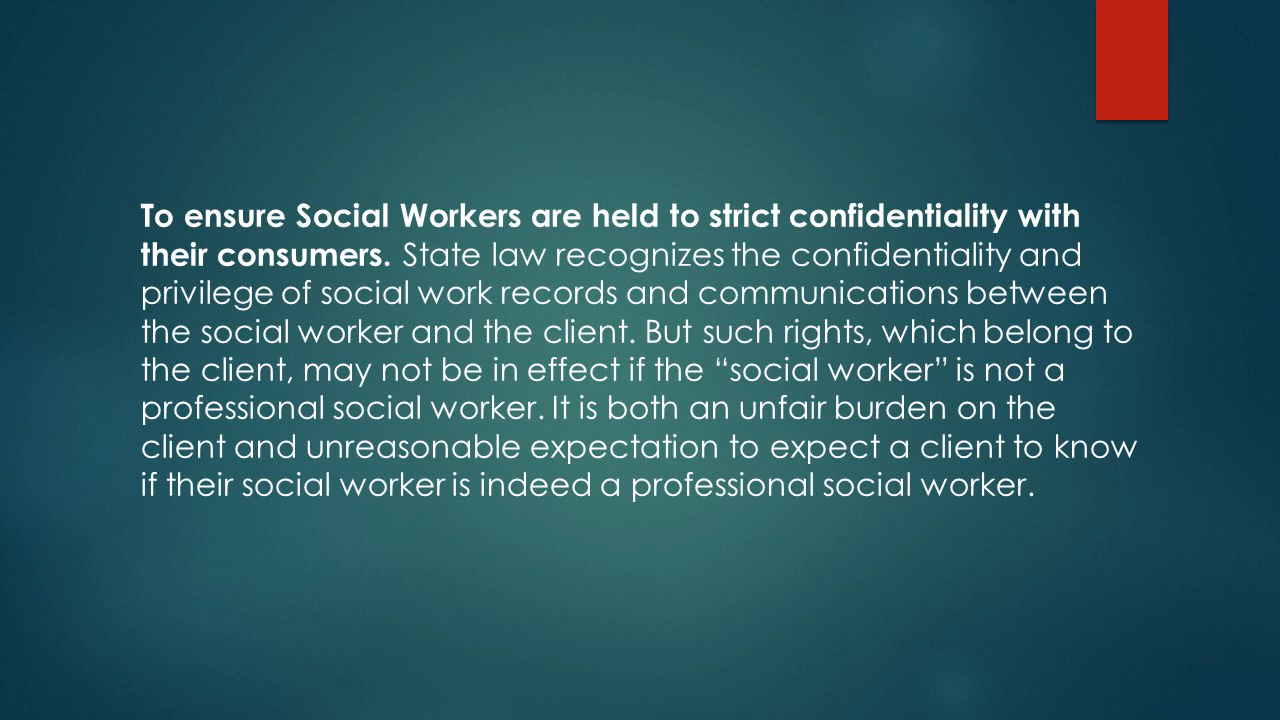 To ensure Social Workers are held to strict confidentiality with
their consumers. State law recognizes the confidentiality and
privilege of social work records and communications between
the social worker and the client. But such rights, which belong to
the client, may not be in effect if the “social worker” is not a
professional social worker. It is both an unfair burden on the
client and unreasonable expectation to expect a client to know
if their social worker is indeed a professional social worker.